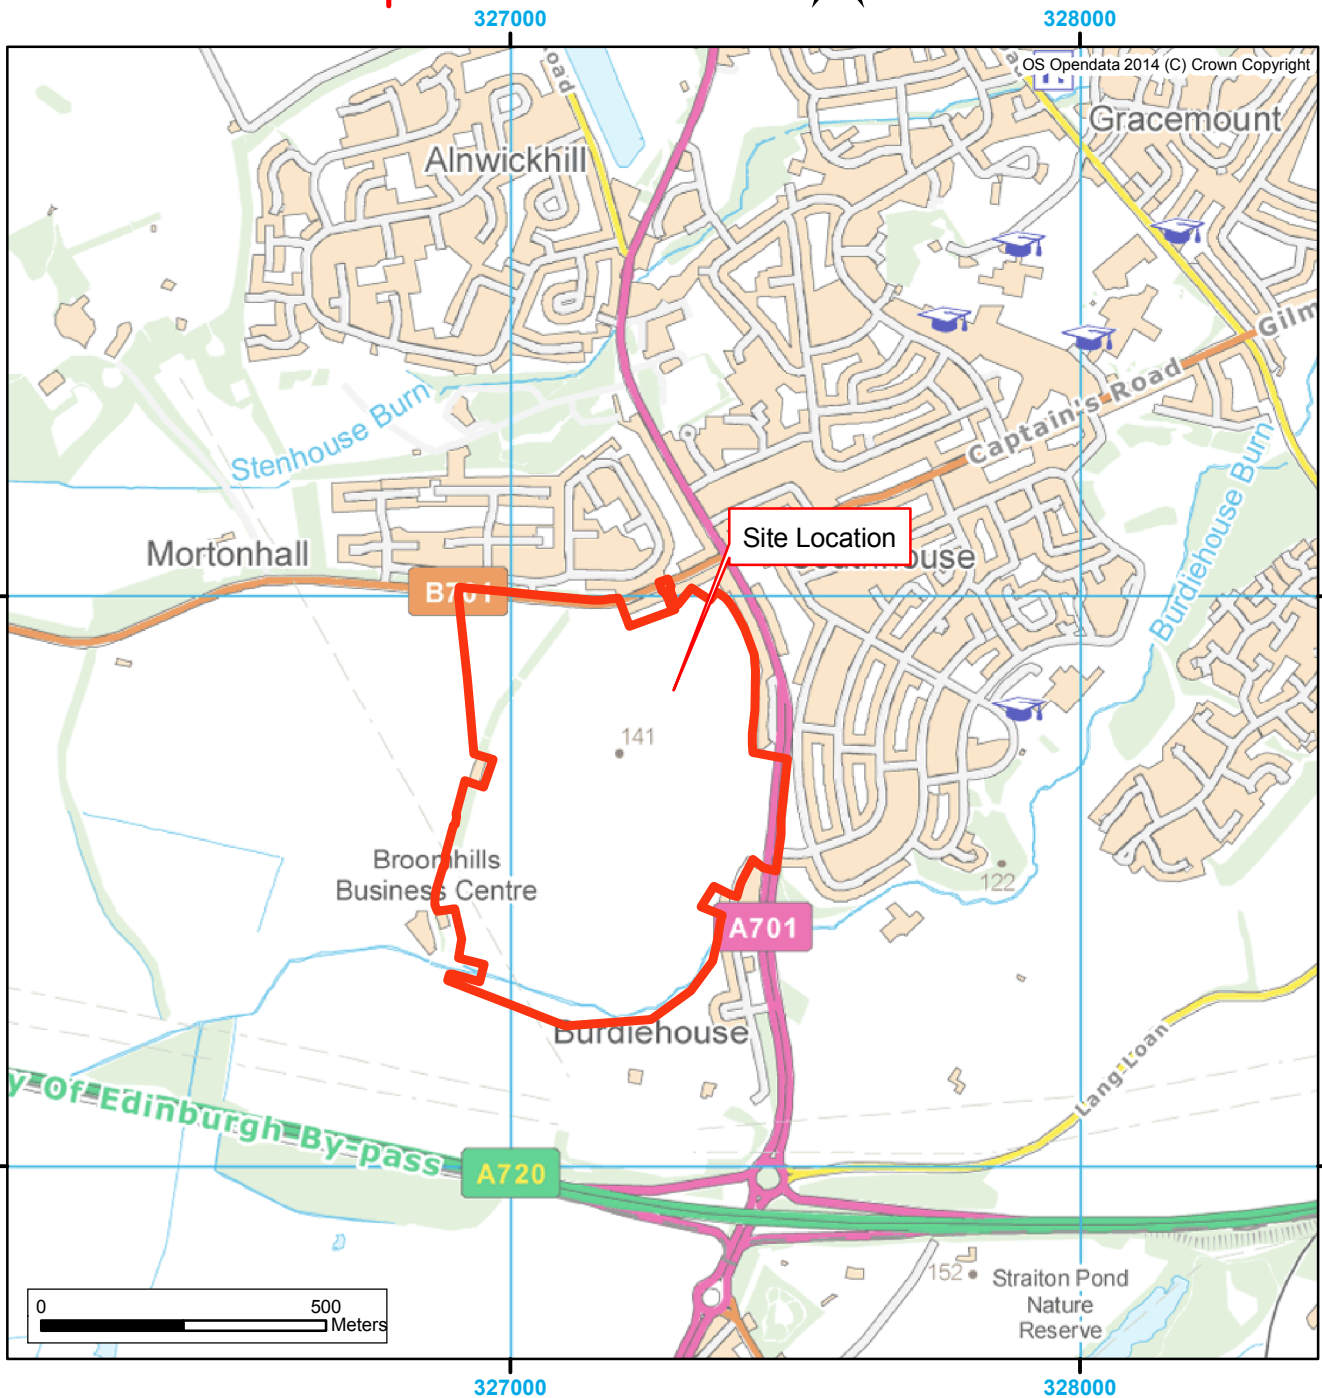 327000
328000
OS Opendata 2014 (C) Crown Copyright
Gracemount
Alnwickhill
Gilm
Captain's Road
Stenhouse Burn
Burdiehouse Burn
Site Location
Mortonhall
B701
141
Broomhills
Business Centre
122
A701
Burdiehouse
Lang Loan
y Of Edinburgh By-pass
A720
152
Straiton Pond
Nature
Reserve
0
500
Meters
327000
328000